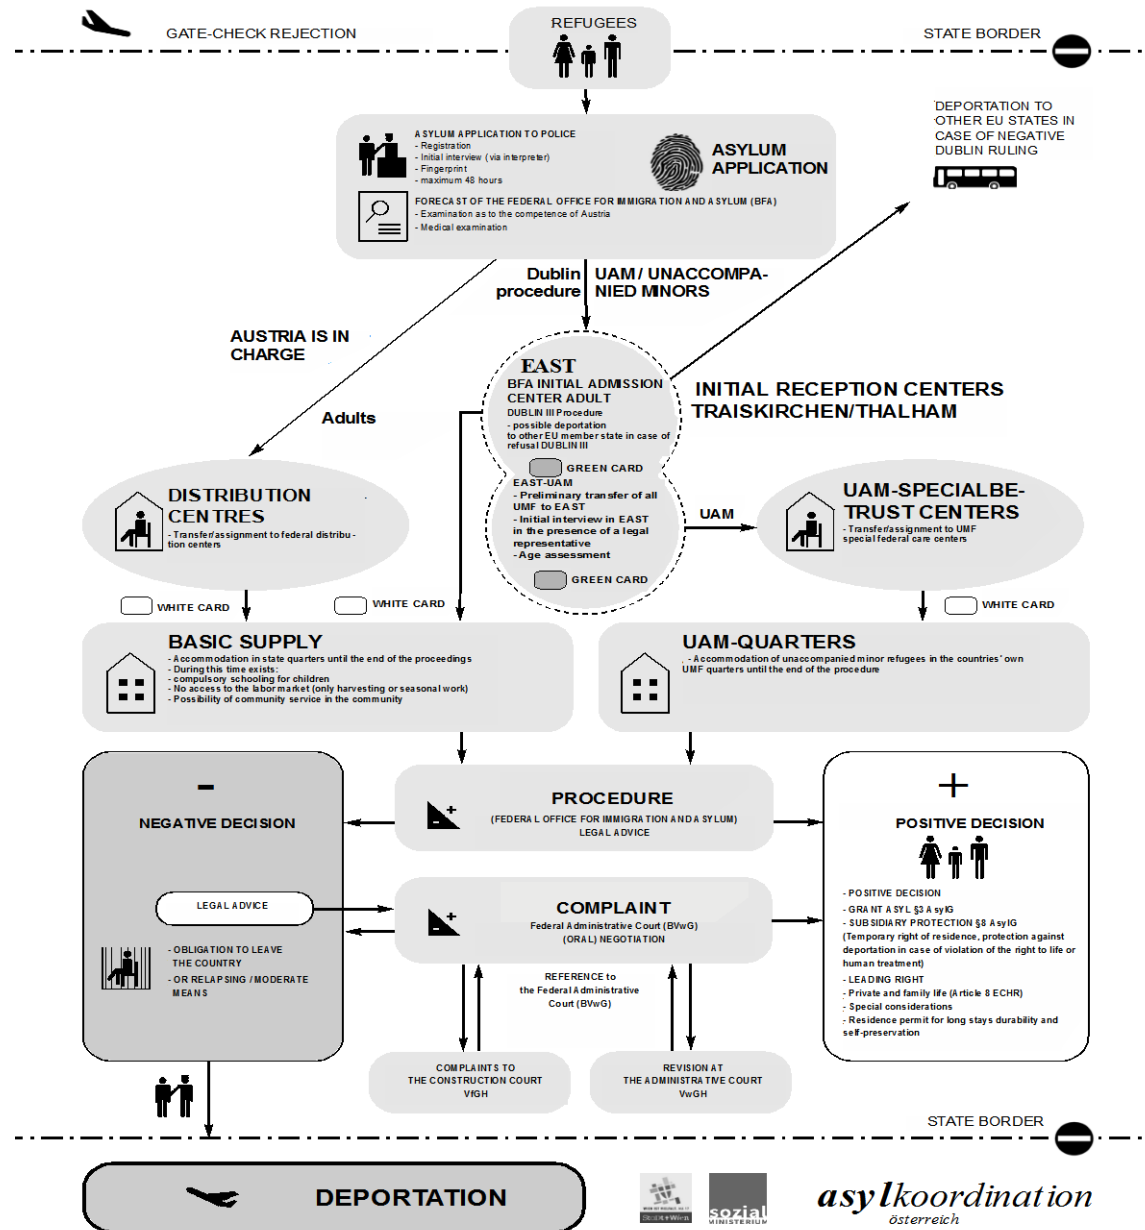 GATE-CHECK REJECTION
REFUGEES
STATE BORDER
DEPORTATION TO
OTHER EU STATES IN
CASE OF NEGATIVE
DUBLIN RULING
ASYLUM APPLICATION TO POLICE
- Registration
- Initial interview (via interpreter)
- Fingerprint
- maximum 48 hours
ASYLUM
APPLICATION
FORECAST OF THE FEDERAL OFFICE FOR IMMIGRATION AND ASYLUM (BFA)
- Examination as to the competence of Austria
- Medical examination
Dublin
procedure
UAM / UNACCOMPA-
NIED MINORS
AUSTRIA IS IN
CHARGE
Adults
EAST
BFA INITIAL ADMISSION
CENTER ADULT
DUBLIN III Procedure
- possible deportation
to other EU member state in case of
refusal DUBLIN III
GREEN CARD
INITIAL RECEPTION CENTERS
TRAISKIRCHEN/THALHAM
EAST-UAM
- Preliminary transfer of all
UMF to EAST
- Initial interview in EAST
in the presence of a legal
representative
- Age assessment
GREEN CARD
UAM
DISTRIBUTION
CENTRES
- Transfer/assignment to federal distribu -
tion centers
UAM-SPECIALBE-
TRUST CENTERS
- Transfer/assignment to UMF
special federal care centers
WHITE CARD
WHITE CARD
WHITE CARD
BASIC SUPPLY
- Accommodation in state quarters until the end of the proceedings
- During this time exists:
- compulsory schooling for children
- No access to the labor market (only harvesting or seasonal work)
- Possibility of community service in the community
UAM-QUARTERS
. - Accommodation of unaccompanied minor refugees in the countries' own
UMF quarters until the end of the procedure
-
NEGATIVE DECISION
LEGAL ADVICE
- OBLIGATION TO LEAVE
THE COUNTRY
- OR RELAPSING / MODERATE
MEANS
PROCEDURE
(FEDERAL OFFICE FOR IMMIGRATION AND ASYLUM)
LEGAL ADVICE
COMPLAINT
Federal Administrative Court (BVwG)
(ORAL) NEGOTIATION
REFERENCE to
the Federal Administrative
Court (BVwG)
COMPLAINTS TO
THE CONSTRUCTION COURT
VfGH
REVISION AT
THE ADMINISTRATIVE COURT
VwGH
+
POSITIVE DECISION
- POSITIVE DECISION
- GRANT ASYL §3 AsylG
- SUBSIDIARY PROTECTION §8 AsylG
(Temporary right of residence, protection against
deportation in case of violation of the right to life or
human treatment)
- LEADING RIGHT
- Private and family life (Article 8 ECHR)
- Special considerations
- Residence permit for long stays durability and
self-preservation
STATE BORDER
DEPORTATION
Stadt+Wien
sozial
MINISTERIUM
asylkoordination
österreich